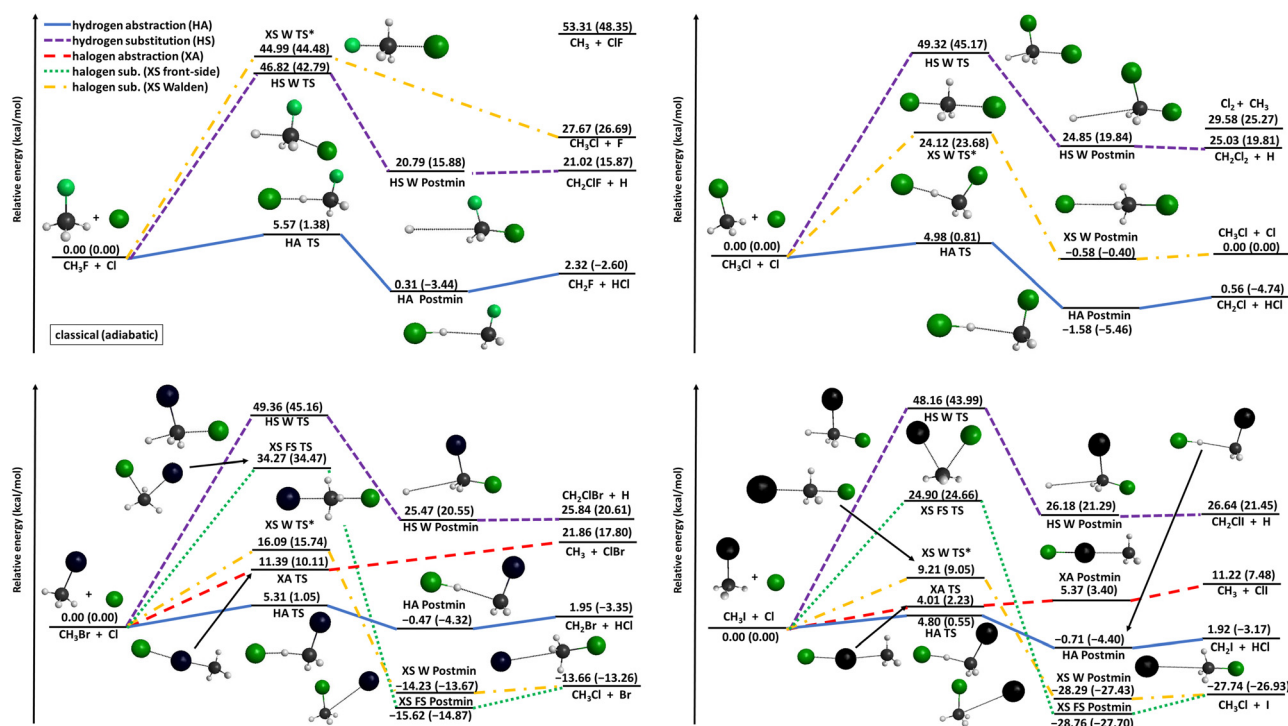 hydrogen abstraction (HA)
hydrogen substitution (HS)
halogen abstraction (XA)
halogen sub. (XS front-side)
halogen sub. (XS Walden)
Relative energy (kcal/mol)
XS W TS*
44.99 (44.48)
46.82 (42.79)
HS W TS
53.31 (48.35)
CH₃ + ClF
27.67 (26.69)
CH₃Cl + F
20.79 (15.88)
HS W Postmin
21.02 (15.87)
CH₂ClF + H
+
0.00 (0.00)
CH₃F + Cl
5.57 (1.38)
HA TS
0.31 (−3.44)
HA Postmin
2.32 (−2.60)
CH₂F + HCl
classical (adiabatic)
Relative energy (kcal/mol)
49.32 (45.17)
HS W TS
24.12 (23.68)
XS W TS*
24.85 (19.84)
HS W Postmin
Cl₂ + CH₃
29.58 (25.27)
25.03 (19.81)
CH₂Cl₂ + H
+
0.00 (0.00)
CH₃Cl + Cl
4.98 (0.81)
HA TS
XS W Postmin
−0.58 (−0.40)
CH₃Cl + Cl
0.00 (0.00)
HA Postmin
−1.58 (−5.46)
0.56 (−4.74)
CH₂Cl + HCl
Relative energy (kcal/mol)
49.36 (45.16)
HS W TS
XS FS TS
34.27 (34.47)
XS W TS*
16.09 (15.74)
11.39 (10.11)
XA TS
5.31 (1.05)
HA TS
+
0.00 (0.00)
CH₃Br + Cl
25.47 (20.55)
HS W Postmin
CH₂ClBr + H
25.84 (20.61)
21.86 (17.80)
CH₃ + ClBr
HA Postmin
−0.47 (−4.32)
1.95 (−3.35)
CH₂Br + HCl
XS W Postmin
−14.23 (−13.67)
XS FS Postmin
−15.62 (−14.87)
−13.66 (−13.26)
CH₃Cl + Br
Relative energy (kcal/mol)
48.16 (43.99)
HS W TS
24.90 (24.66)
XS FS TS
XS W TS*
9.21 (9.05)
XA TS
4.01 (2.23)
4.80 (0.55)
HA TS
+
CH₃I + Cl
0.00 (0.00)
26.18 (21.29)
HS W Postmin
26.64 (21.45)
CH₂ClI + H
XA Postmin
5.37 (3.40)
11.22 (7.48)
CH₃ + ClI
−0.71 (−4.40)
HA Postmin
1.92 (−3.17)
CH₂I + HCl
XS W Postmin
−28.29 (−27.43)
XS FS Postmin
−28.76 (−27.70)
−27.74 (−26.93)
CH₃Cl + I